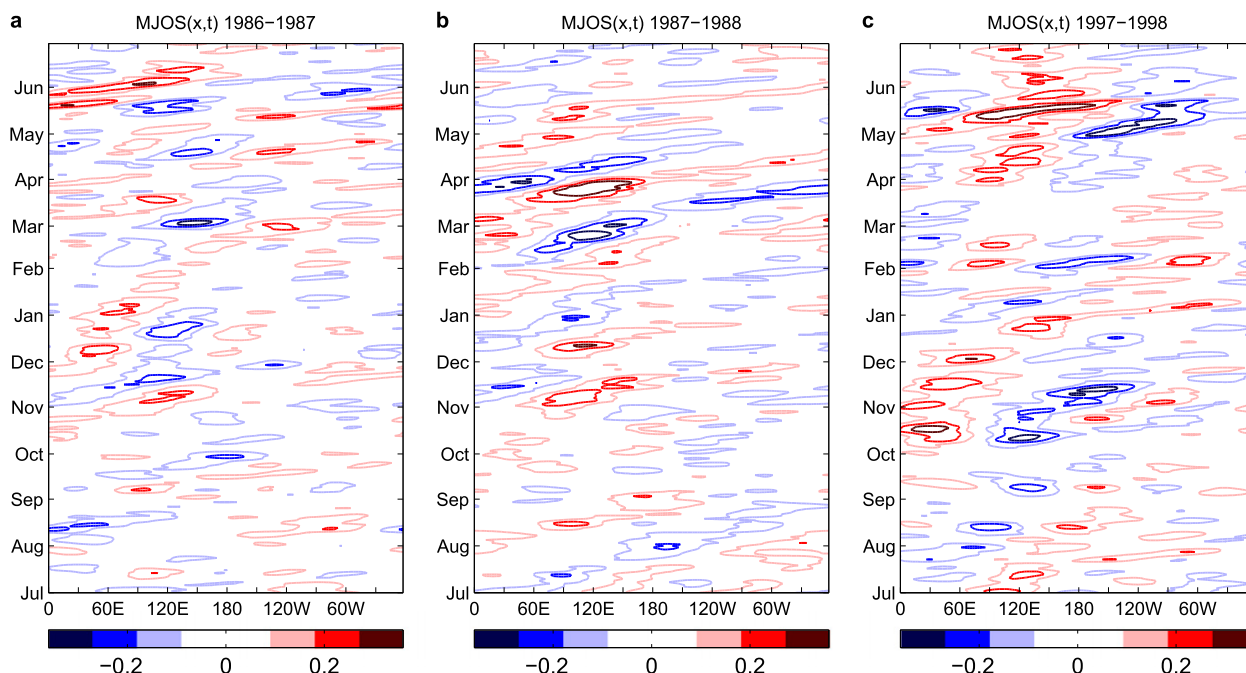 a MJOS(x,t) 1986−1987
Jun
May
Apr
Mar
Feb
Jan
Dec
Nov
Oct
Sep
Aug
Jul
0 60E 120E 180 120W 60W
−0.2 0 0.2
b MJOS(x,t) 1987−1988
Jun
May
Apr
Mar
Feb
Jan
Dec
Nov
Oct
Sep
Aug
Jul
0 60E 120E 180 120W 60W
−0.2 0 0.2
c MJOS(x,t) 1997−1998
Jun
May
Apr
Mar
Feb
Jan
Dec
Nov
Oct
Sep
Aug
Jul
0 60E 120E 180 120W 60W
−0.2 0 0.2